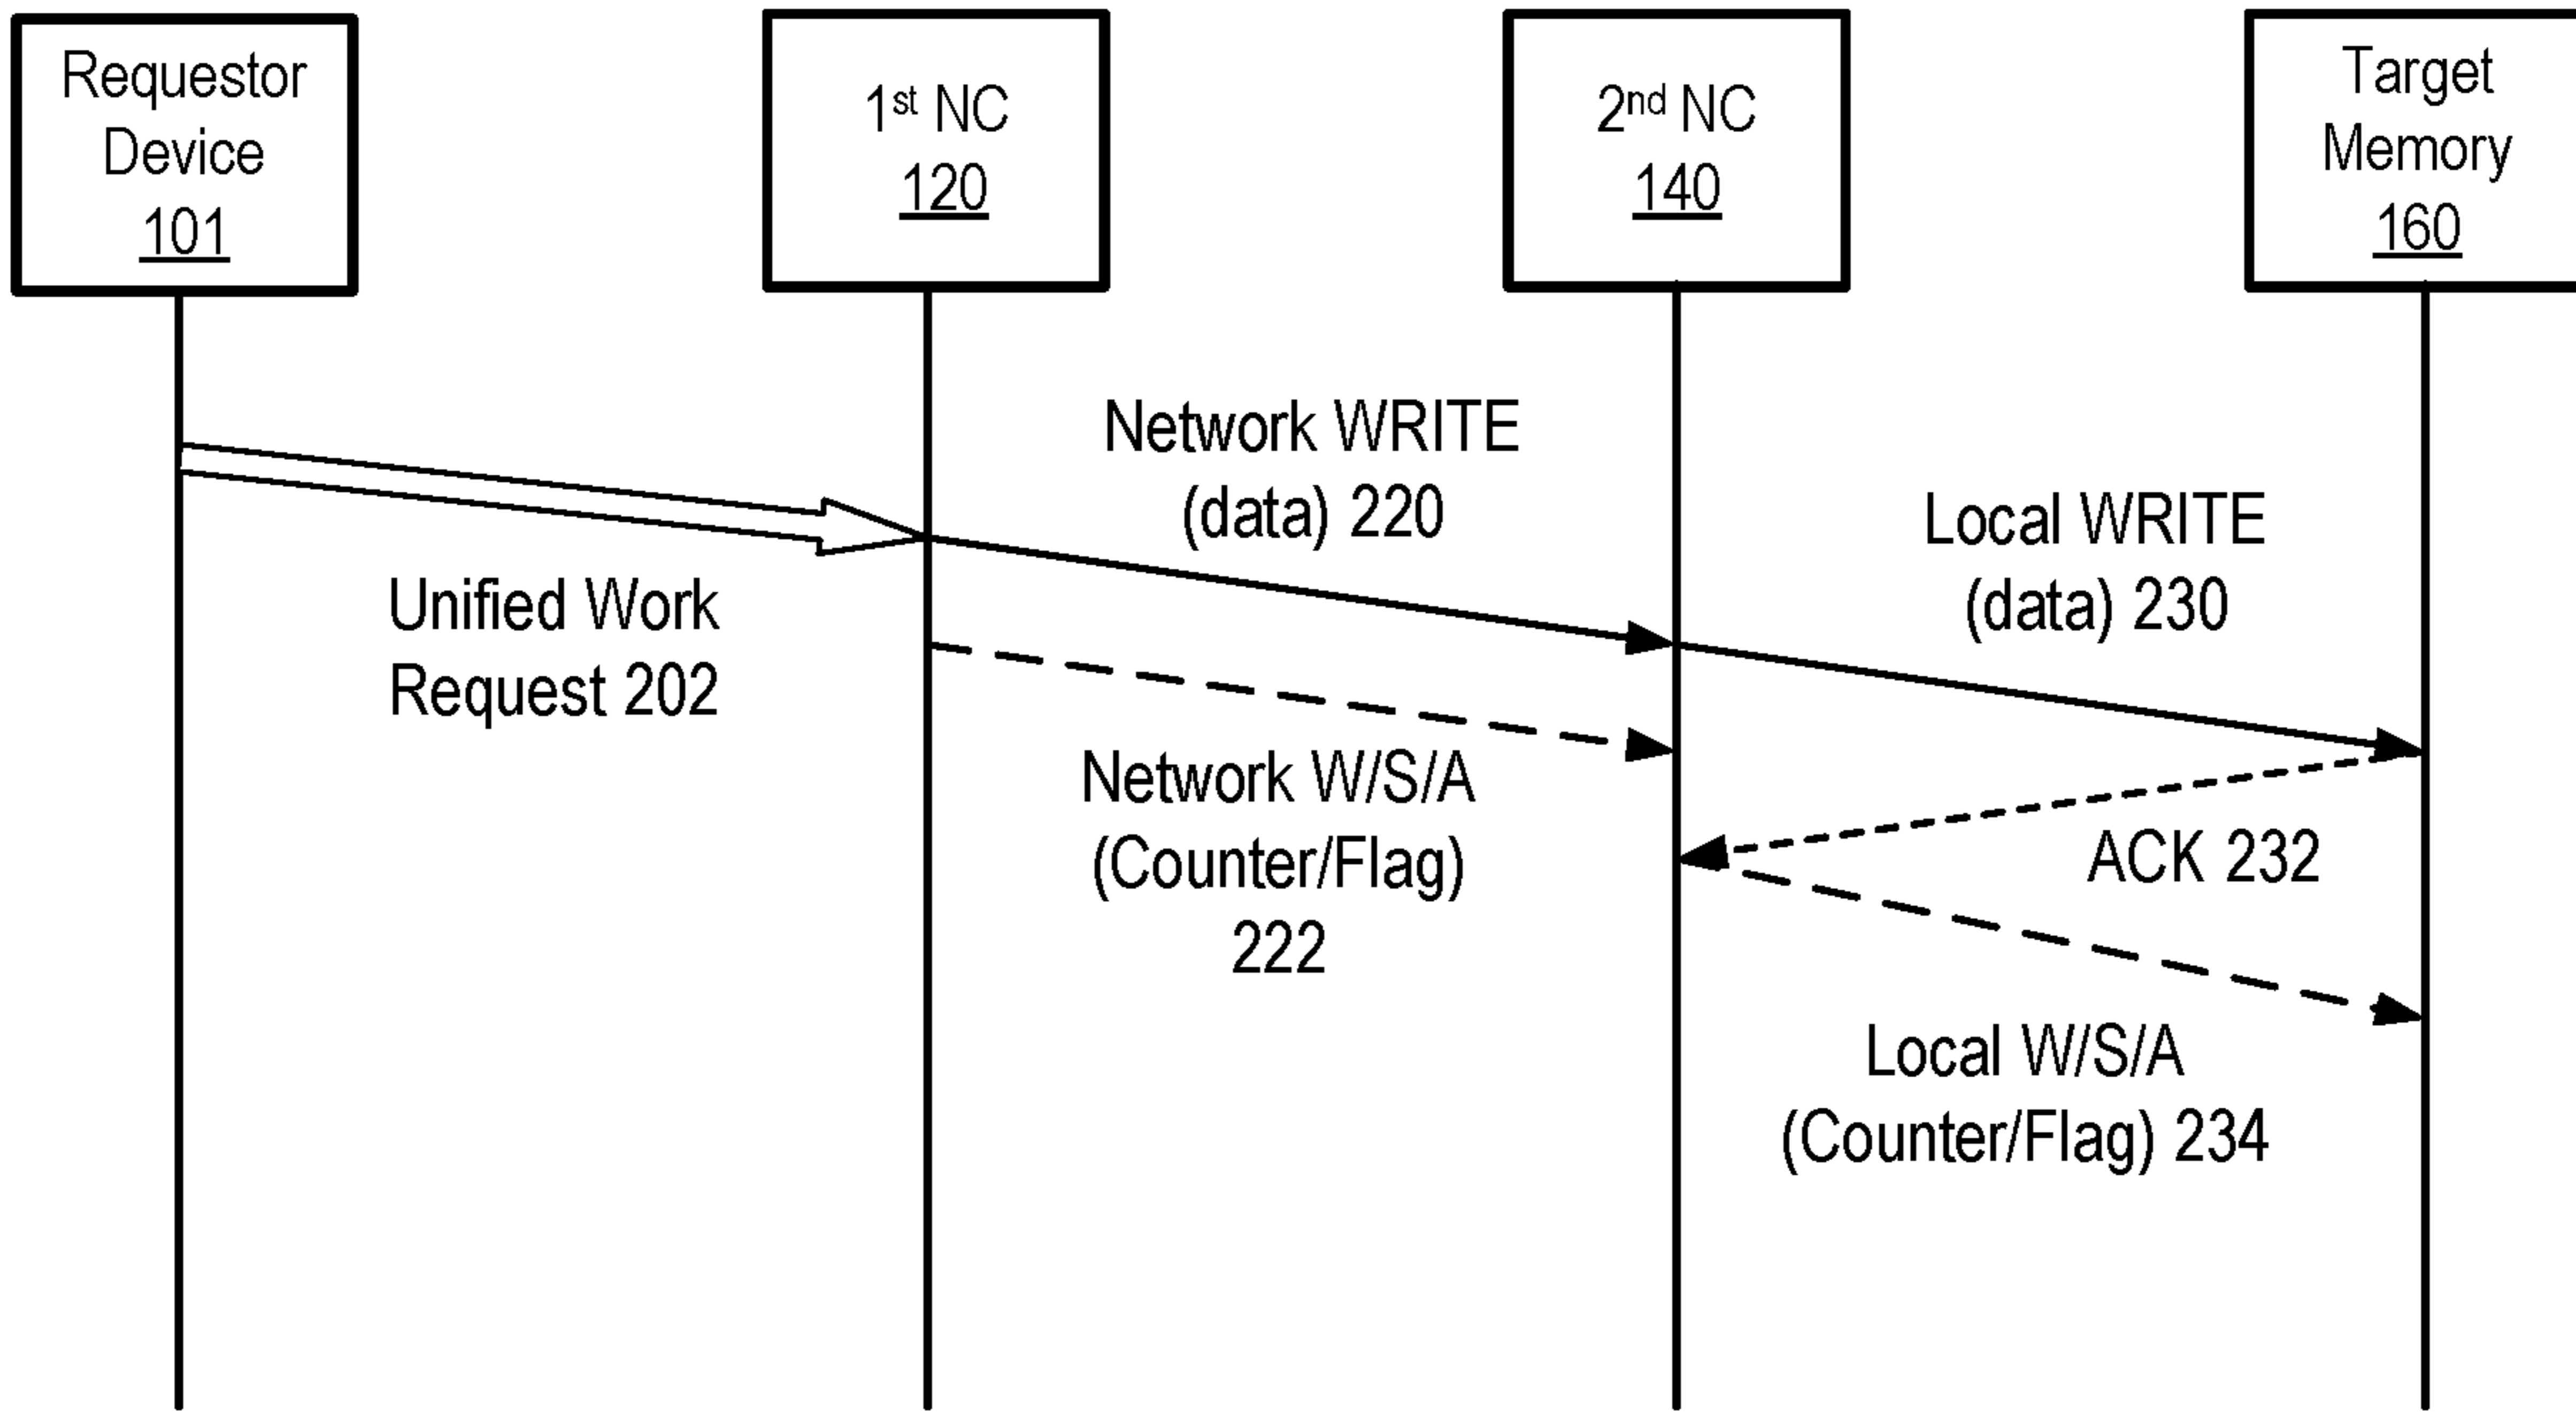 Requestor
Device
101
1st NC
120
2nd NC
140
Target
Memory
160
Network WRITE
(data) 220
Local WRITE
(data) 230
Unified Work
Request 202
Network W/S/A
(Counter/Flag)
222
ACK 232
Local W/S/A
(Counter/Flag) 234